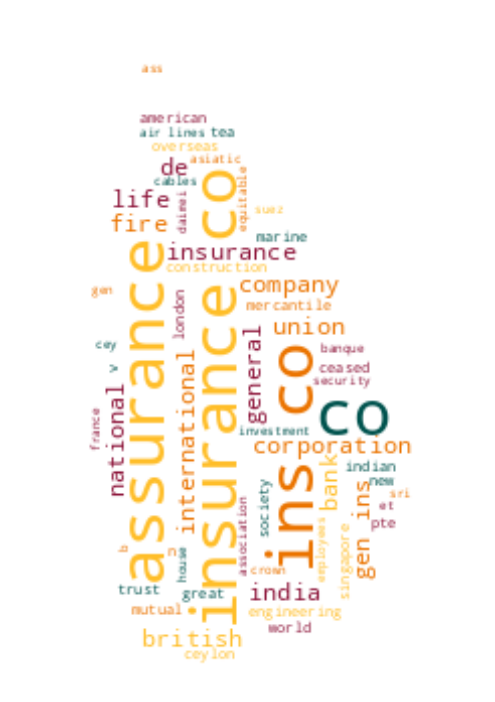 ass
american
air lines
tea
overseas
asiatic
de
cables
equitable
life
daimei
suez
fire
marine
insurance
construction
assurance
insurance co
company
gen
mercantile
london
union
general
cey
banque
>
ceased
security
international
ins co
co
national
france
investment
corporation
bank
indian
new
society
gen ins
sri
association
et
pte
employees
singapore
b
n
house
crown
trust
great
india
mutual
engineering
world
british
ceylon